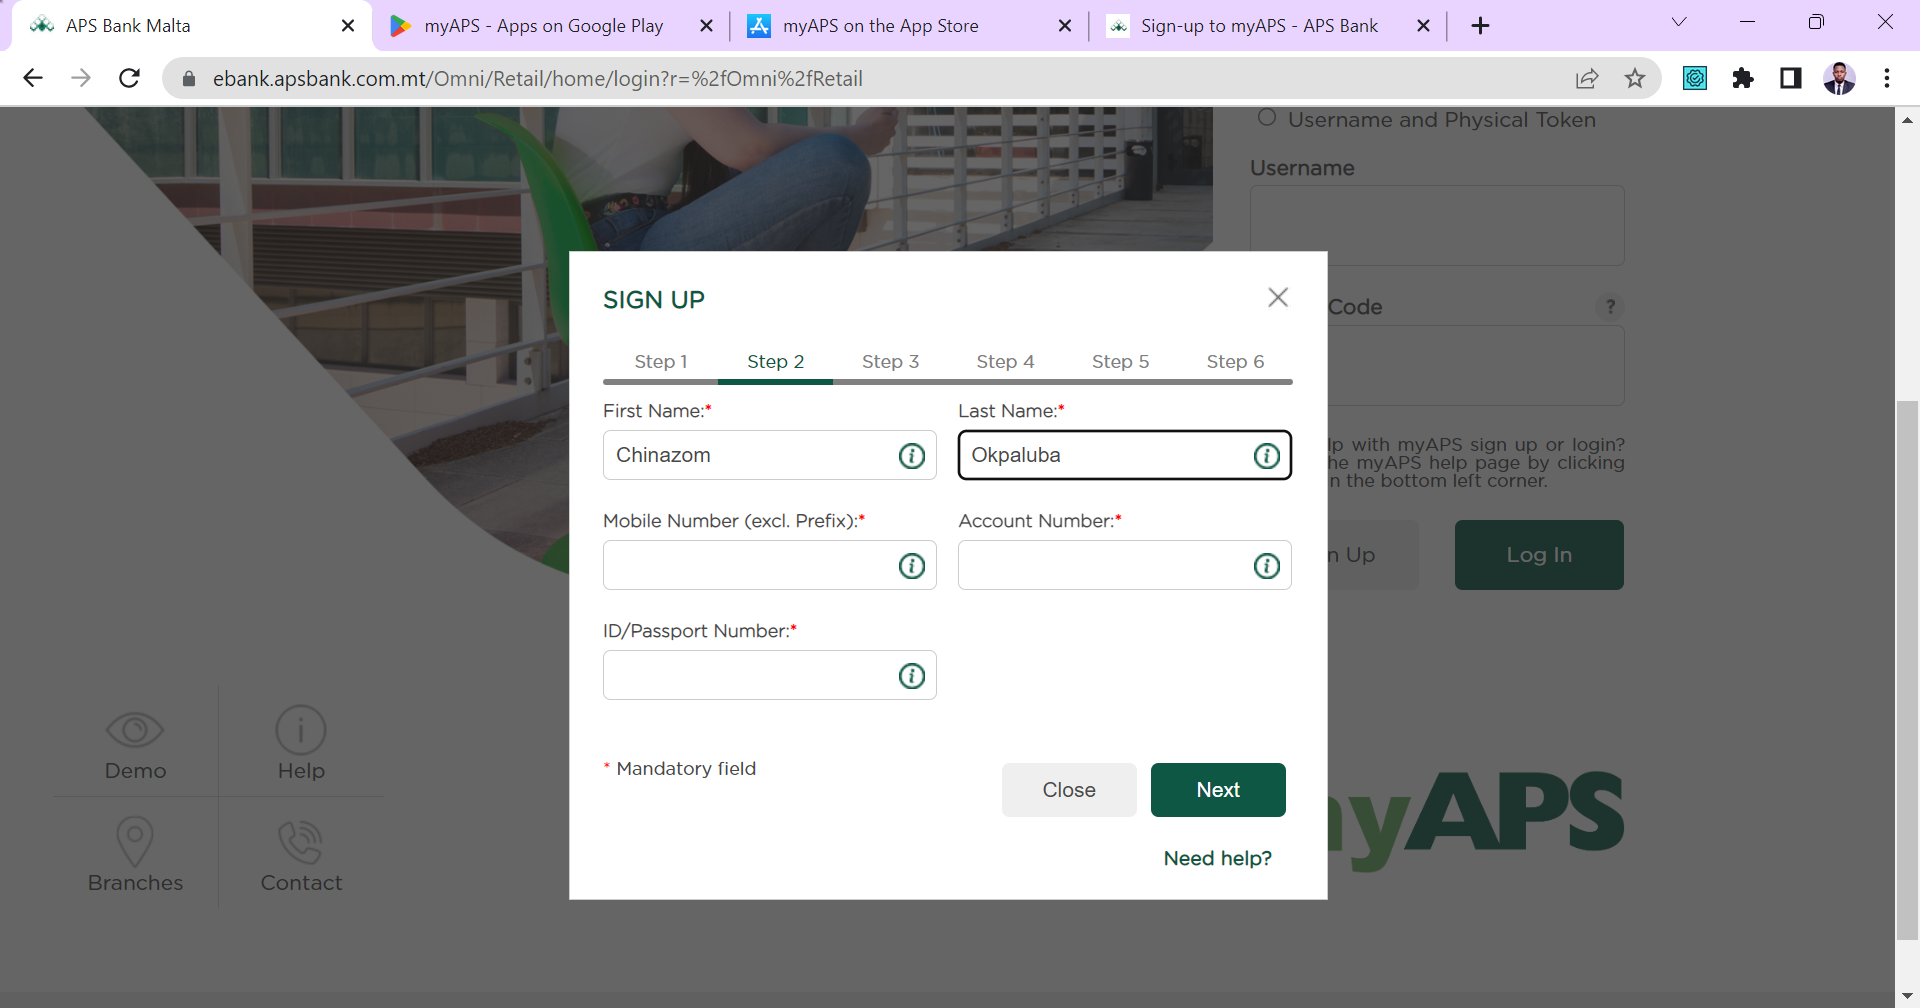 APS Bank Malta
myAPS - Apps on Google Play
myAPS on the App Store
Sign-up to myAPS - APS Bank
ebank.apsbank.com.mt/Omni/Retail/home/login?r=%2fOmni%2fRetail
Username and Physical Token
Username
Code
?
lp with myAPS sign up or login?
he myAPS help page by clicking
n the bottom left corner.
n Up
Log In
SIGN UP
Step 1
Step 2
Step 3
Step 4
Step 5
Step 6
First Name:*
Last Name:*
Chinazom
Okpaluba
Mobile Number (excl. Prefix):*
Account Number:*
ID/Passport Number:*
* Mandatory field
Close
Next
Need help?
Demo
Help
Branches
Contact
myAPS